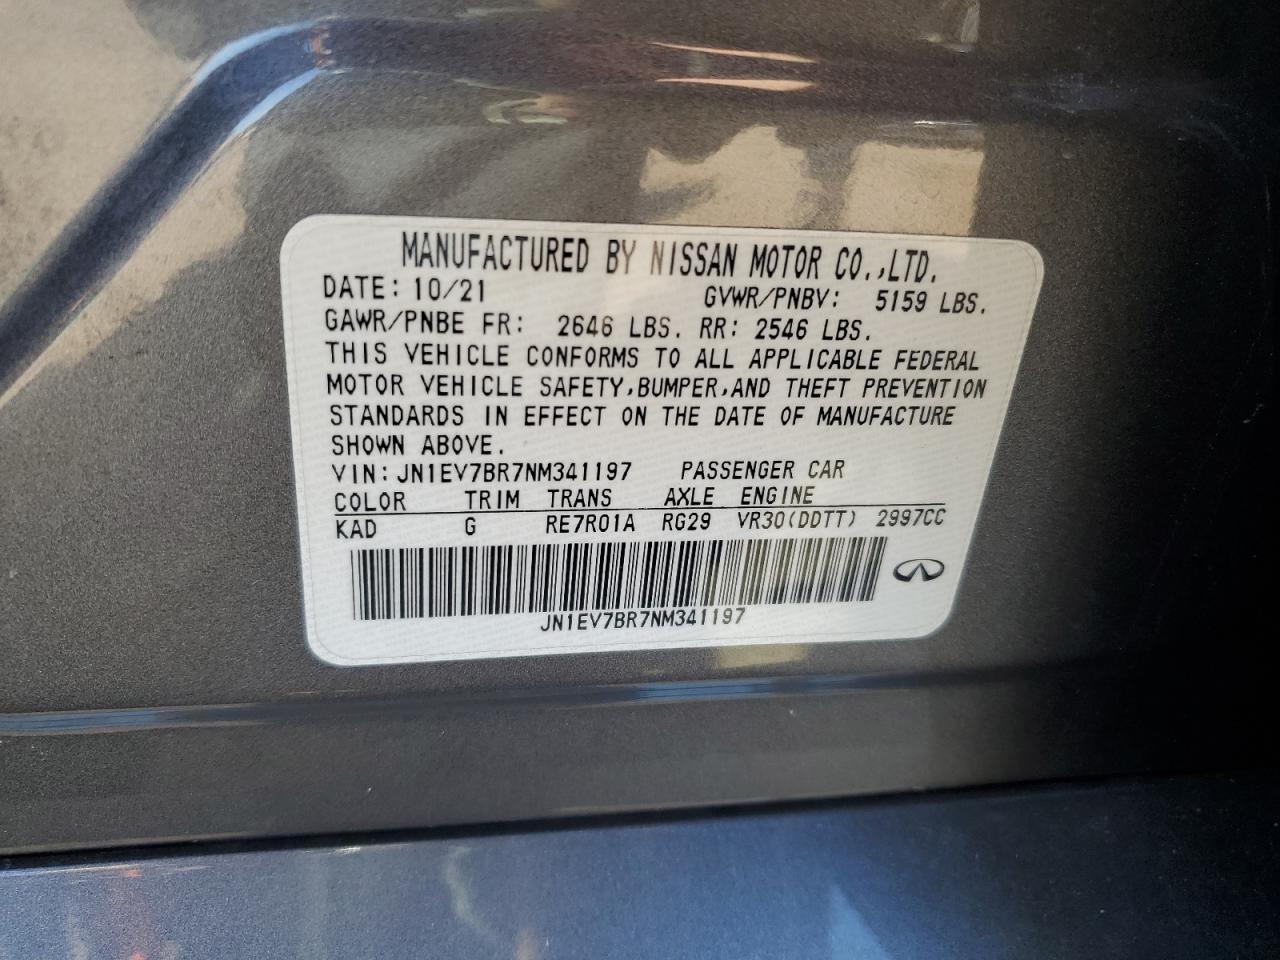 MANUFACTURED BY NISSAN MOTOR CO.,LTD.
DATE: 10/21 GVWR/PNBV: 5159 LBS.
GAWR/PNBE FR: 2646 LBS. RR: 2546 LBS.
THIS VEHICLE CONFORMS TO ALL APPLICABLE FEDERAL
MOTOR VEHICLE SAFETY,BUMPER,AND THEFT PREVENTION
STANDARDS IN EFFECT ON THE DATE OF MANUFACTURE
SHOWN ABOVE.
VIN: JN1EV7BR7NM341197 PASSENGER CAR
COLOR TRIM TRANS AXLE ENGINE
KAD G RE7R01A RG29 VR30(DDTT) 2997CC
JN1EV7BR7NM341197